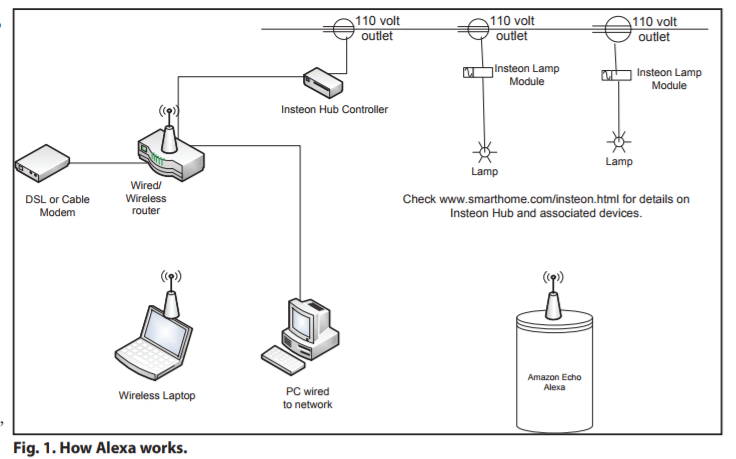 110 volt
outlet
110 volt
outlet
110 volt
outlet
Insteon Hub Controller
Insteon Lamp
Module
Insteon Lamp
Module
Lamp
Lamp
DSL or Cable
Modem
Wired/
Wireless
router
Check www.smarthome.com/insteon.html for details on
Insteon Hub and associated devices.
Wireless Laptop
PC wired
to network
Amazon Echo
Alexa
Fig. 1. How Alexa works.